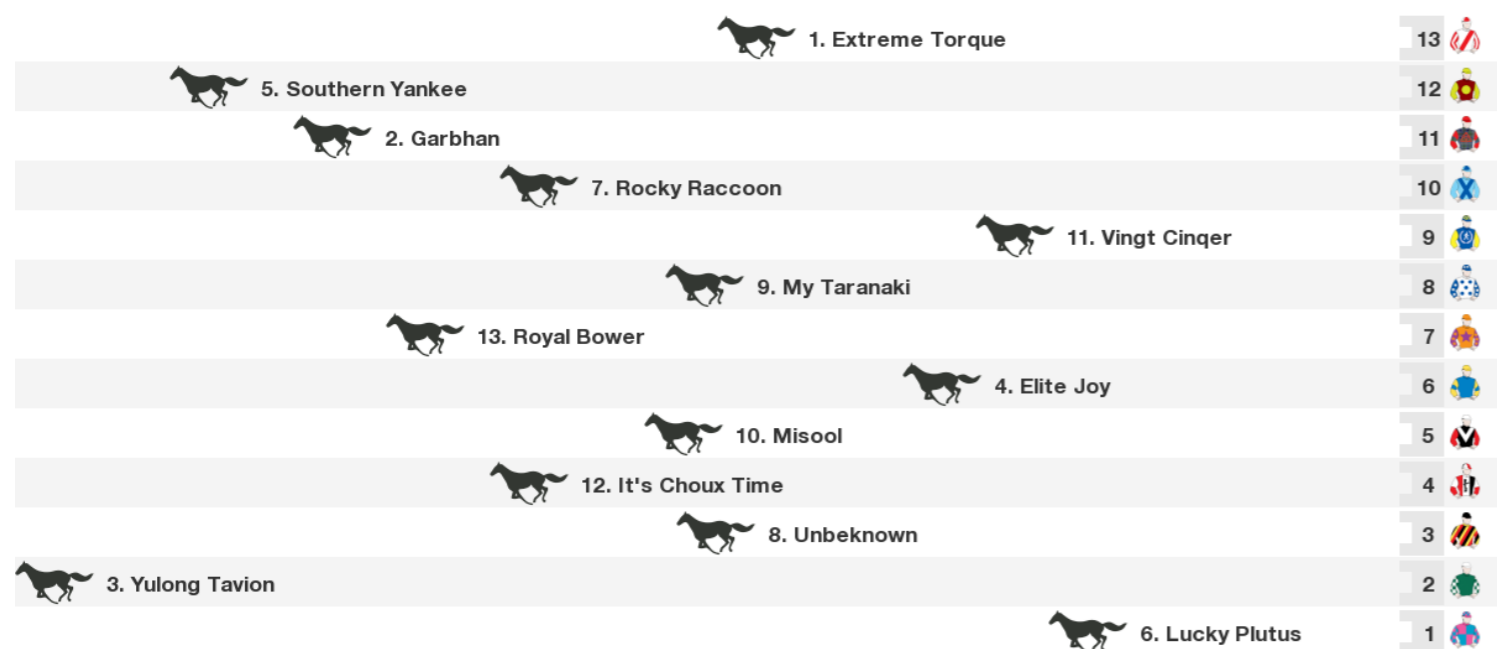 1. Extreme Torque 13
5. Southern Yankee 12
2. Garbhan 11
7. Rocky Raccoon 10
11. Vingt Cinqer 9
9. My Taranaki 8
13. Royal Bower 7
4. Elite Joy 6
10. Misool 5
12. It's Choux Time 4
8. Unbeknown 3
3. Yulong Tavion 2
6. Lucky Plutus 1